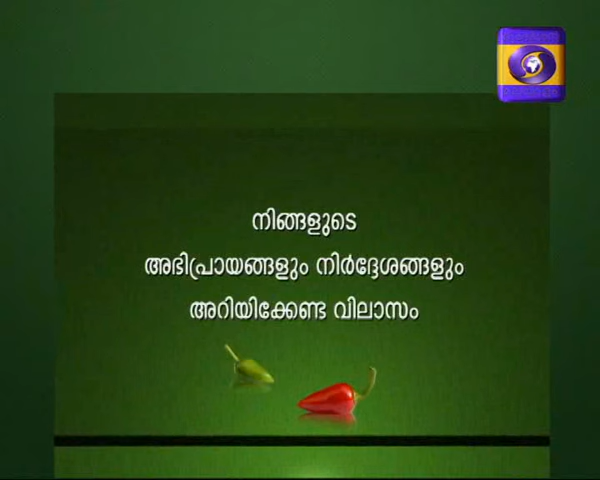 നിങ്ങളുടെ
അഭിപ്രായങ്ങളും നിർദ്ദേശങ്ങളും
അറിയിക്കേണ്ട വിലാസം